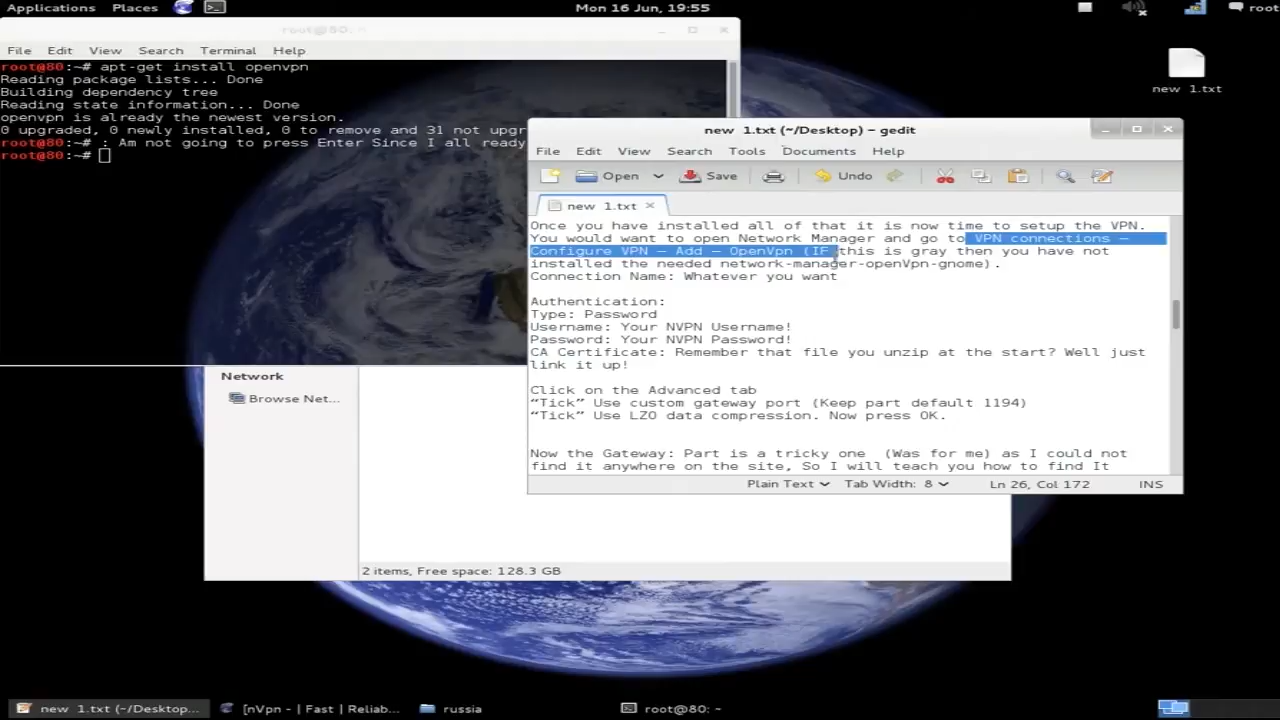 Applications Places Mon 16 Jun, 19:55 root
root@80: ~
File Edit View Search Terminal Help
root@80:~# apt-get install openvpn
Reading package lists... Done
Building dependency tree
Reading state information... Done
openvpn is already the newest version.
0 upgraded, 0 newly installed, 0 to remove and 31 not upgr
root@80:~# : Am not going to press Enter Since I all ready
root@80:~#
new 1.txt
new 1.txt (~/Desktop) - gedit
File Edit View Search Tools Documents Help
Open Save Undo
new 1.txt
Once you have installed all of that it is now time to setup the VPN.
You would want to open Network Manager and go to VPN connections –
Configure VPN – Add – OpenVpn (IF this is gray then you have not
installed the needed network-manager-openVpn-gnome).
Connection Name: Whatever you want
Authentication:
Type: Password
Username: Your NVPN Username!
Password: Your NVPN Password!
CA Certificate: Remember that file you unzip at the start? Well just
link it up!
Click on the Advanced tab
“Tick” Use custom gateway port (Keep part default 1194)
“Tick” Use LZO data compression. Now press OK.
Now the Gateway: Part is a tricky one (Was for me) as I could not
find it anywhere on the site, So I will teach you how to find It
Plain Text Tab Width: 8 Ln 26, Col 172 INS
Network
Browse Net...
2 items, Free space: 128.3 GB
new 1.txt (~/Desktop... [nVpn - | Fast | Reliab... russia root@80: ~